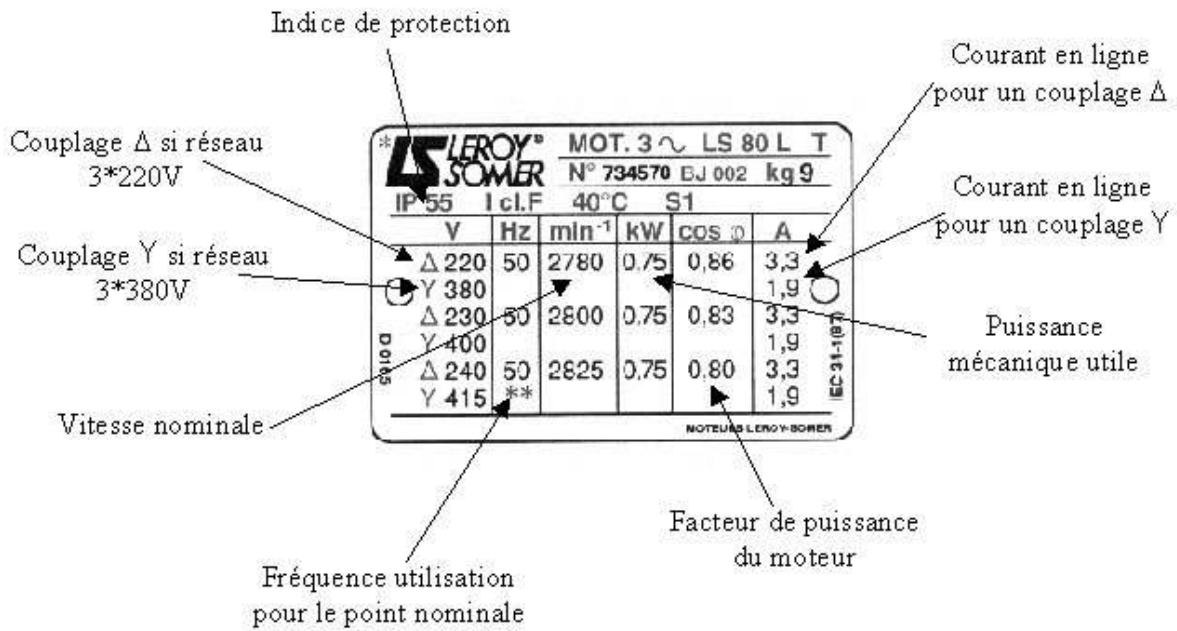 Indice de protection
Courant en ligne
pour un couplage Δ
Couplage Δ si réseau
3*220V
Courant en ligne
pour un couplage Y
Couplage Y si réseau
3*380V
* LEROY® MOT. 3 ∿ LS 80 L T
SOMER N° 734570 BJ 002 kg 9
IP 55 I cl.F 40°C S1
V Hz min-1 kW cos φ A
Δ 220 50 2780 0,75 0,86 3,3
Y 380 1,9
Δ 230 50 2800 0,75 0,83 3,3
Y 400 1,9
Δ 240 50 2825 0,75 0,80 3,3
Y 415 ** 1,9
D 0165
MOTEURS LEROY-SOMER
Puissance
mécanique utile
Vitesse nominale
Facteur de puissance
du moteur
Fréquence utilisation
pour le point nominale